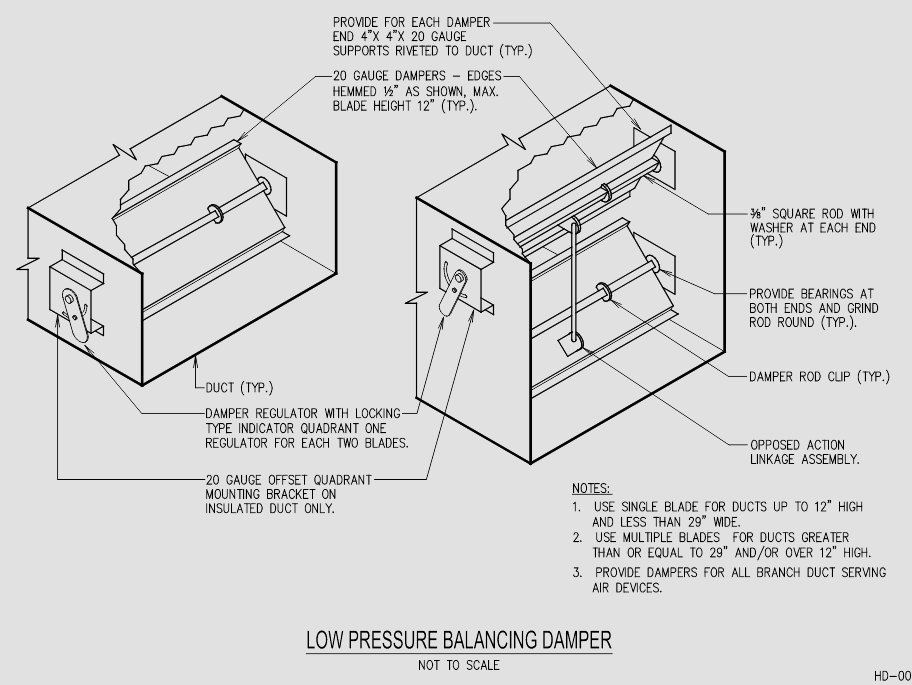 PROVIDE FOR EACH DAMPER
END 4"X 4"X 20 GAUGE
SUPPORTS RIVETED TO DUCT (TYP.)
20 GAUGE DAMPERS – EDGES
HEMMED ½" AS SHOWN, MAX.
BLADE HEIGHT 12" (TYP.).
⅜" SQUARE ROD WITH
WASHER AT EACH END
(TYP.)
PROVIDE BEARINGS AT
BOTH ENDS AND GRIND
ROD ROUND (TYP.).
DAMPER ROD CLIP (TYP.)
DUCT (TYP.)
DAMPER REGULATOR WITH LOCKING
TYPE INDICATOR QUADRANT ONE
REGULATOR FOR EACH TWO BLADES.
OPPOSED ACTION
LINKAGE ASSEMBLY.
20 GAUGE OFFSET QUADRANT
MOUNTING BRACKET ON
INSULATED DUCT ONLY.
NOTES:
1. USE SINGLE BLADE FOR DUCTS UP TO 12" HIGH
AND LESS THAN 29" WIDE.
2. USE MULTIPLE BLADES FOR DUCTS GREATER
THAN OR EQUAL TO 29" AND/OR OVER 12" HIGH.
3. PROVIDE DAMPERS FOR ALL BRANCH DUCT SERVING
AIR DEVICES.
LOW PRESSURE BALANCING DAMPER
NOT TO SCALE
HD–00